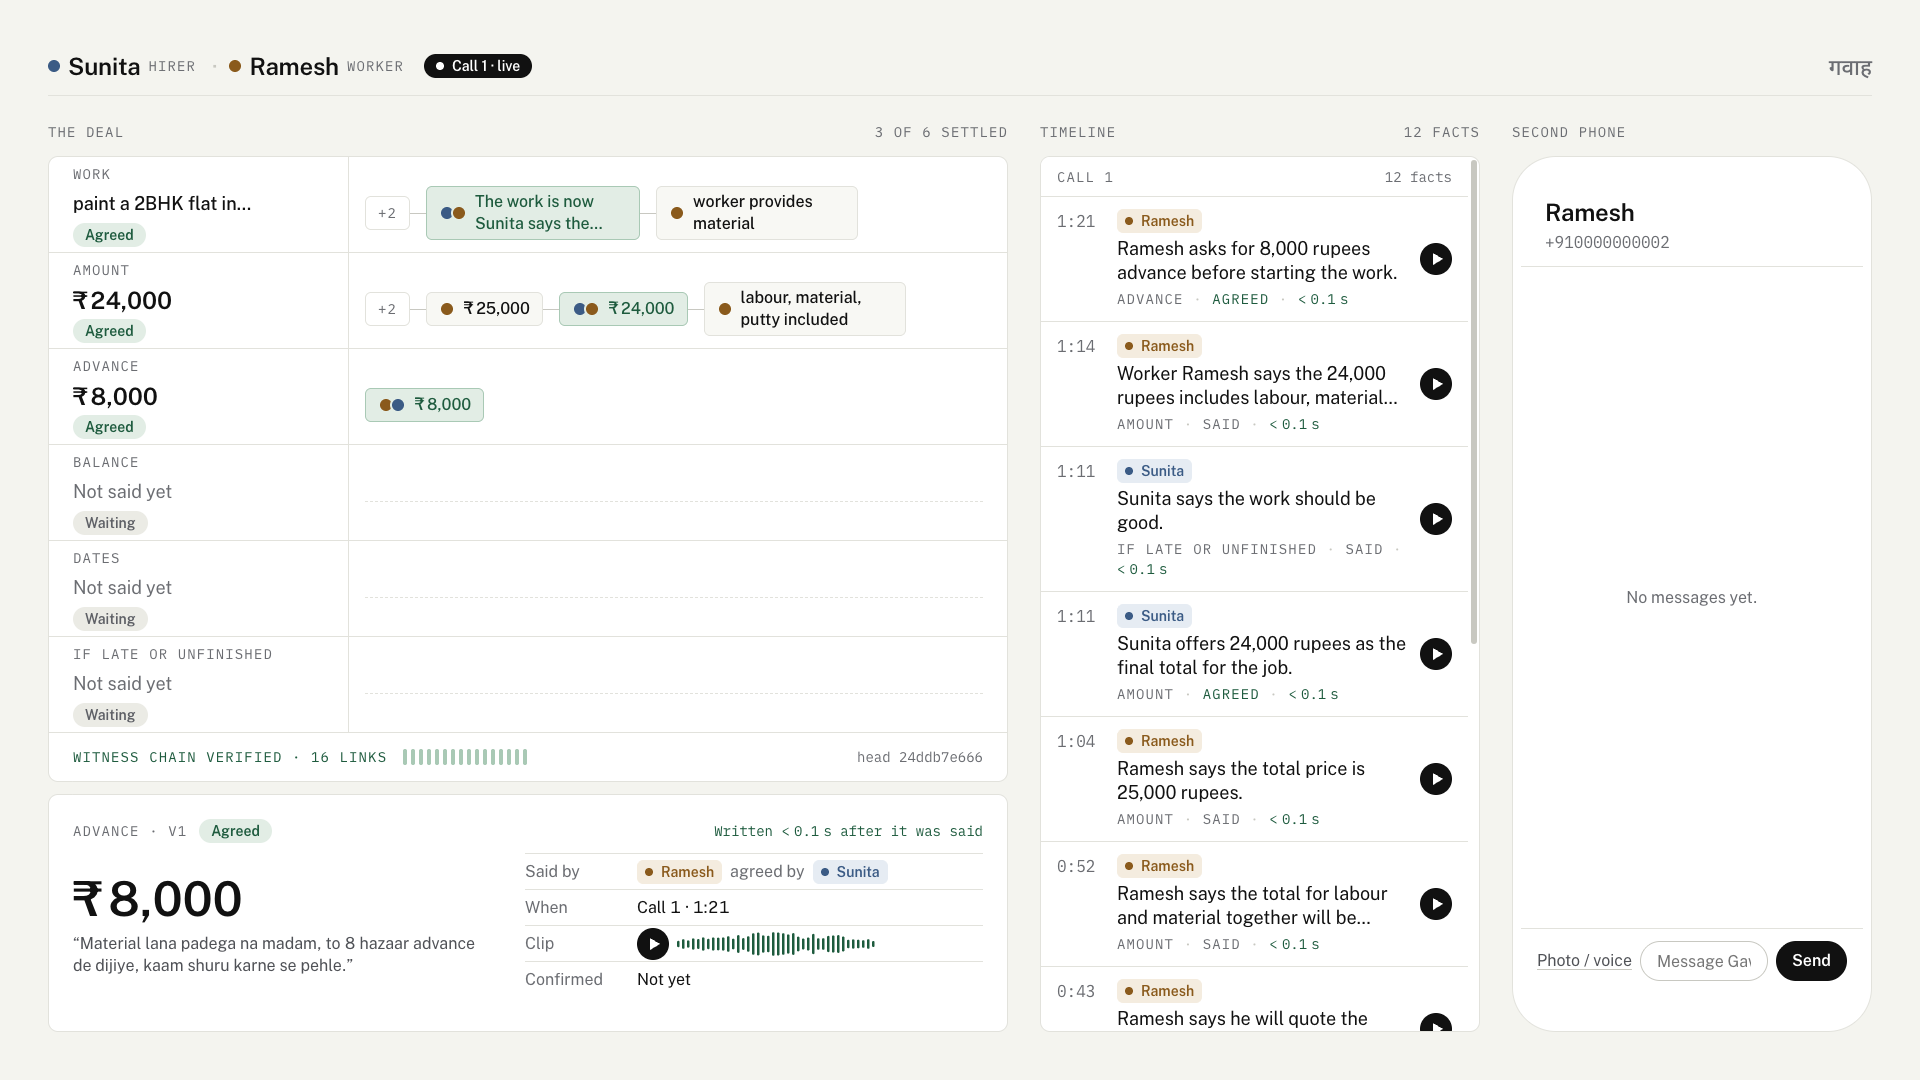 Sunita HIRER · Ramesh WORKER Call 1 · live
गवाह
THE DEAL 3 OF 6 SETTLED
WORK
paint a 2BHK flat in...
Agreed
+2
The work is now
Sunita says the...
worker provides
material
AMOUNT
₹24,000
Agreed
+2
₹25,000
₹24,000
labour, material,
putty included
ADVANCE
₹8,000
Agreed
₹8,000
BALANCE
Not said yet
Waiting
DATES
Not said yet
Waiting
IF LATE OR UNFINISHED
Not said yet
Waiting
WITNESS CHAIN VERIFIED · 16 LINKS
head 24ddb7e666
ADVANCE · V1 Agreed
Written <0.1s after it was said
₹8,000
“Material lana padega na madam, to 8 hazaar advance
de dijiye, kaam shuru karne se pehle.”
Said by Ramesh agreed by Sunita
When Call 1 · 1:21
Clip
Confirmed Not yet
TIMELINE 12 FACTS
CALL 1 12 facts
1:21 Ramesh
Ramesh asks for 8,000 rupees
advance before starting the work.
ADVANCE · AGREED · <0.1s
1:14 Ramesh
Worker Ramesh says the 24,000
rupees includes labour, material...
AMOUNT · SAID · <0.1s
1:11 Sunita
Sunita says the work should be
good.
IF LATE OR UNFINISHED · SAID ·
<0.1s
1:11 Sunita
Sunita offers 24,000 rupees as the
final total for the job.
AMOUNT · AGREED · <0.1s
1:04 Ramesh
Ramesh says the total price is
25,000 rupees.
AMOUNT · SAID · <0.1s
0:52 Ramesh
Ramesh says the total for labour
and material together will be...
AMOUNT · SAID · <0.1s
0:43 Ramesh
Ramesh says he will quote the
SECOND PHONE
Ramesh
+910000000002
No messages yet.
Photo / voice
Message Gav
Send